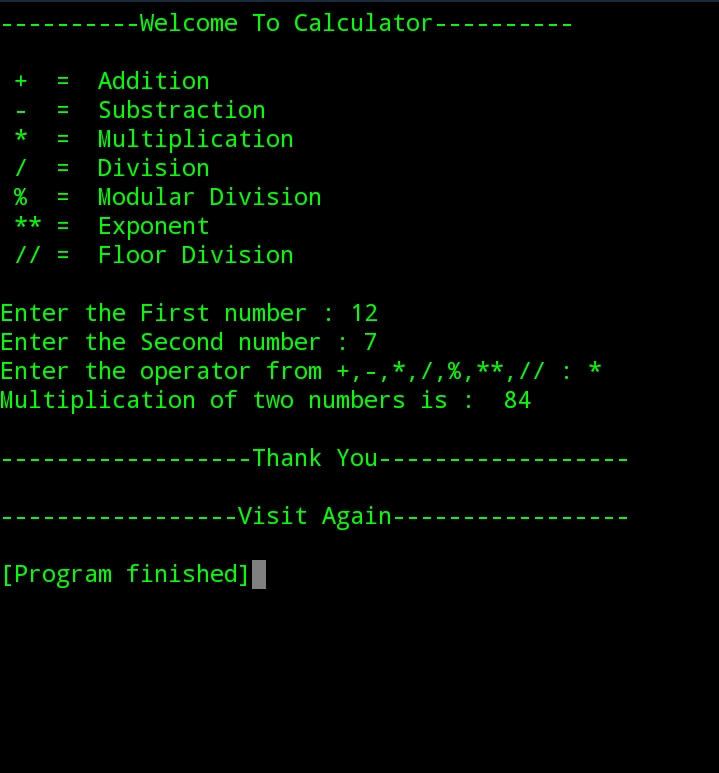 ----------Welcome To Calculator----------
+  =  Addition
-  =  Substraction
*  =  Multiplication
/  =  Division
%  =  Modular Division
** =  Exponent
// =  Floor Division
Enter the First number : 12
Enter the Second number : 7
Enter the operator from +,-,*,/,%,**,// : *
Multiplication of two numbers is :  84
------------------Thank You------------------
-----------------Visit Again-----------------
[Program finished]